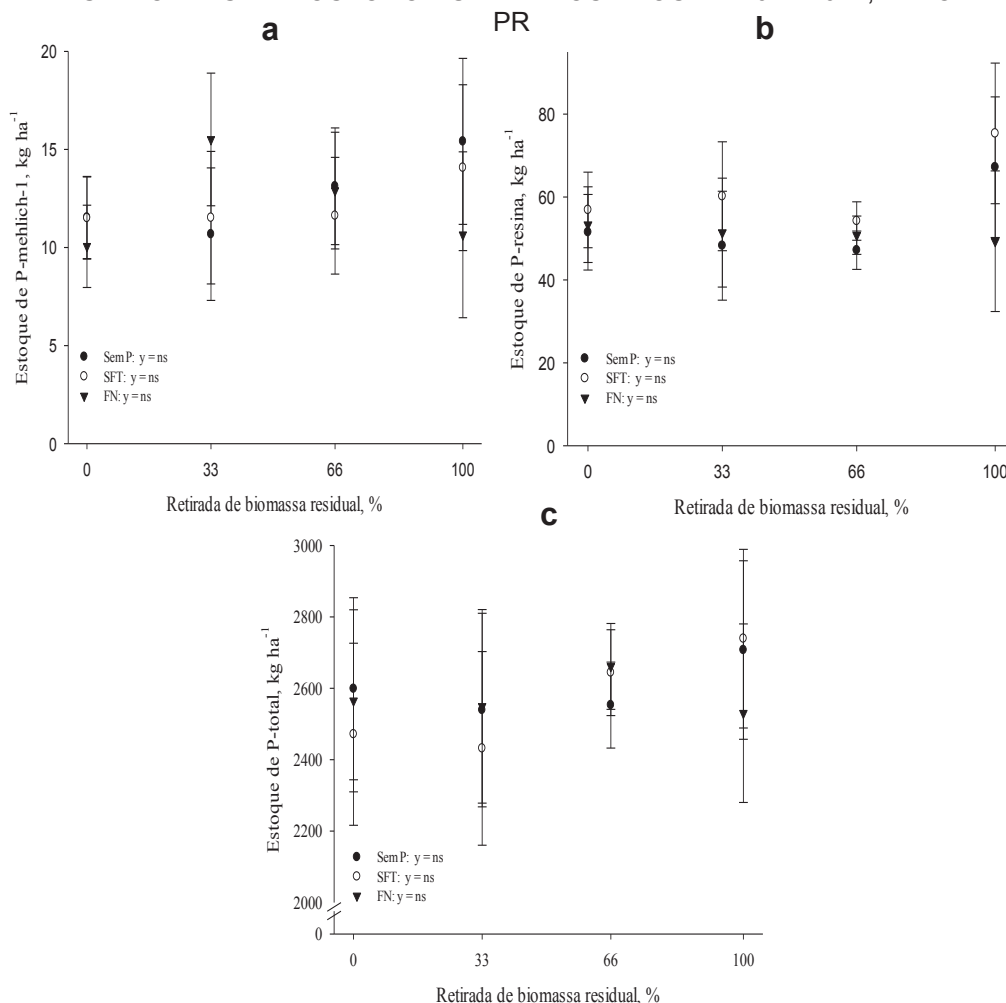 PR
a
20
15
10
5
0
Estoque de P-mehlich-1, kg ha-1
SemP: y = ns
SFT: y = ns
FN: y = ns
0 33 66 100
Retirada de biomassa residual, %
b
80
60
40
20
0
Estoque de P-resina, kg ha-1
SemP: y = ns
SFT: y = ns
FN: y = ns
0 33 66 100
Retirada de biomassa residual, %
c
3000
2800
2600
2400
2200
2000
0
Estoque de P-total, kg ha-1
SemP: y = ns
SFT: y = ns
FN: y = ns
0 33 66 100
Retirada de biomassa residual, %